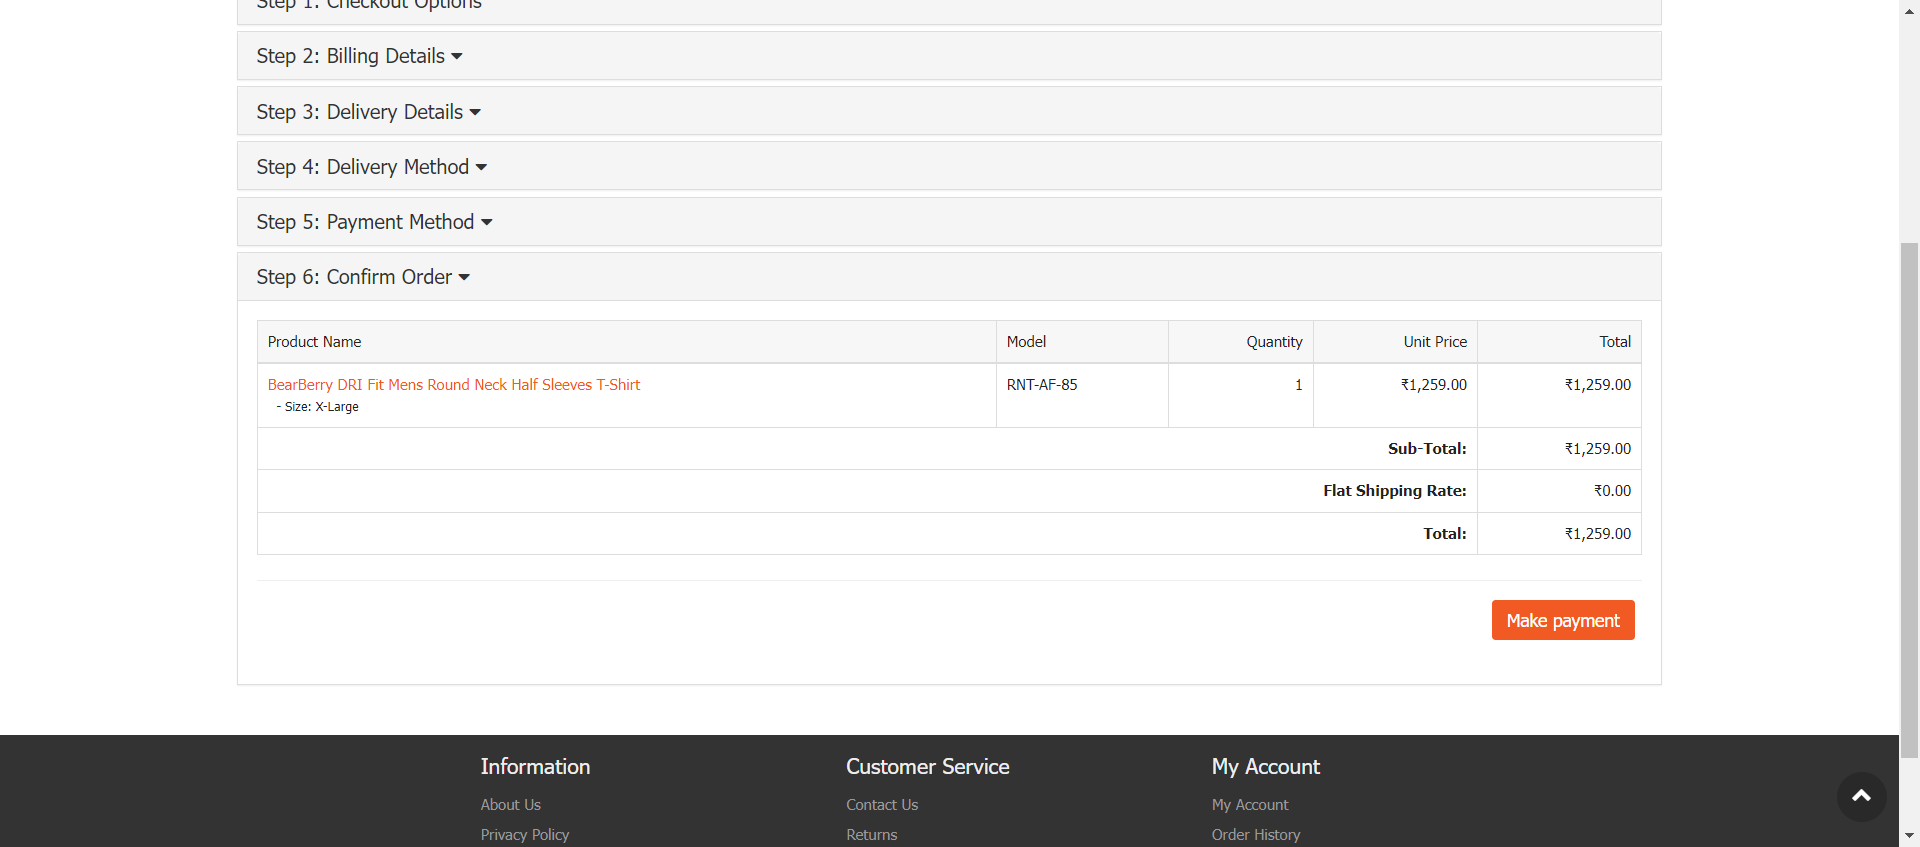 Step 1: Checkout Options
Step 2: Billing Details
Step 3: Delivery Details
Step 4: Delivery Method
Step 5: Payment Method
Step 6: Confirm Order
Product Name Model Quantity Unit Price Total
BearBerry DRI Fit Mens Round Neck Half Sleeves T-Shirt RNT-AF-85 1 ₹1,259.00 ₹1,259.00
- Size: X-Large
Sub-Total: ₹1,259.00
Flat Shipping Rate: ₹0.00
Total: ₹1,259.00
Make payment
Information Customer Service My Account
About Us Contact Us My Account
Privacy Policy Returns Order History